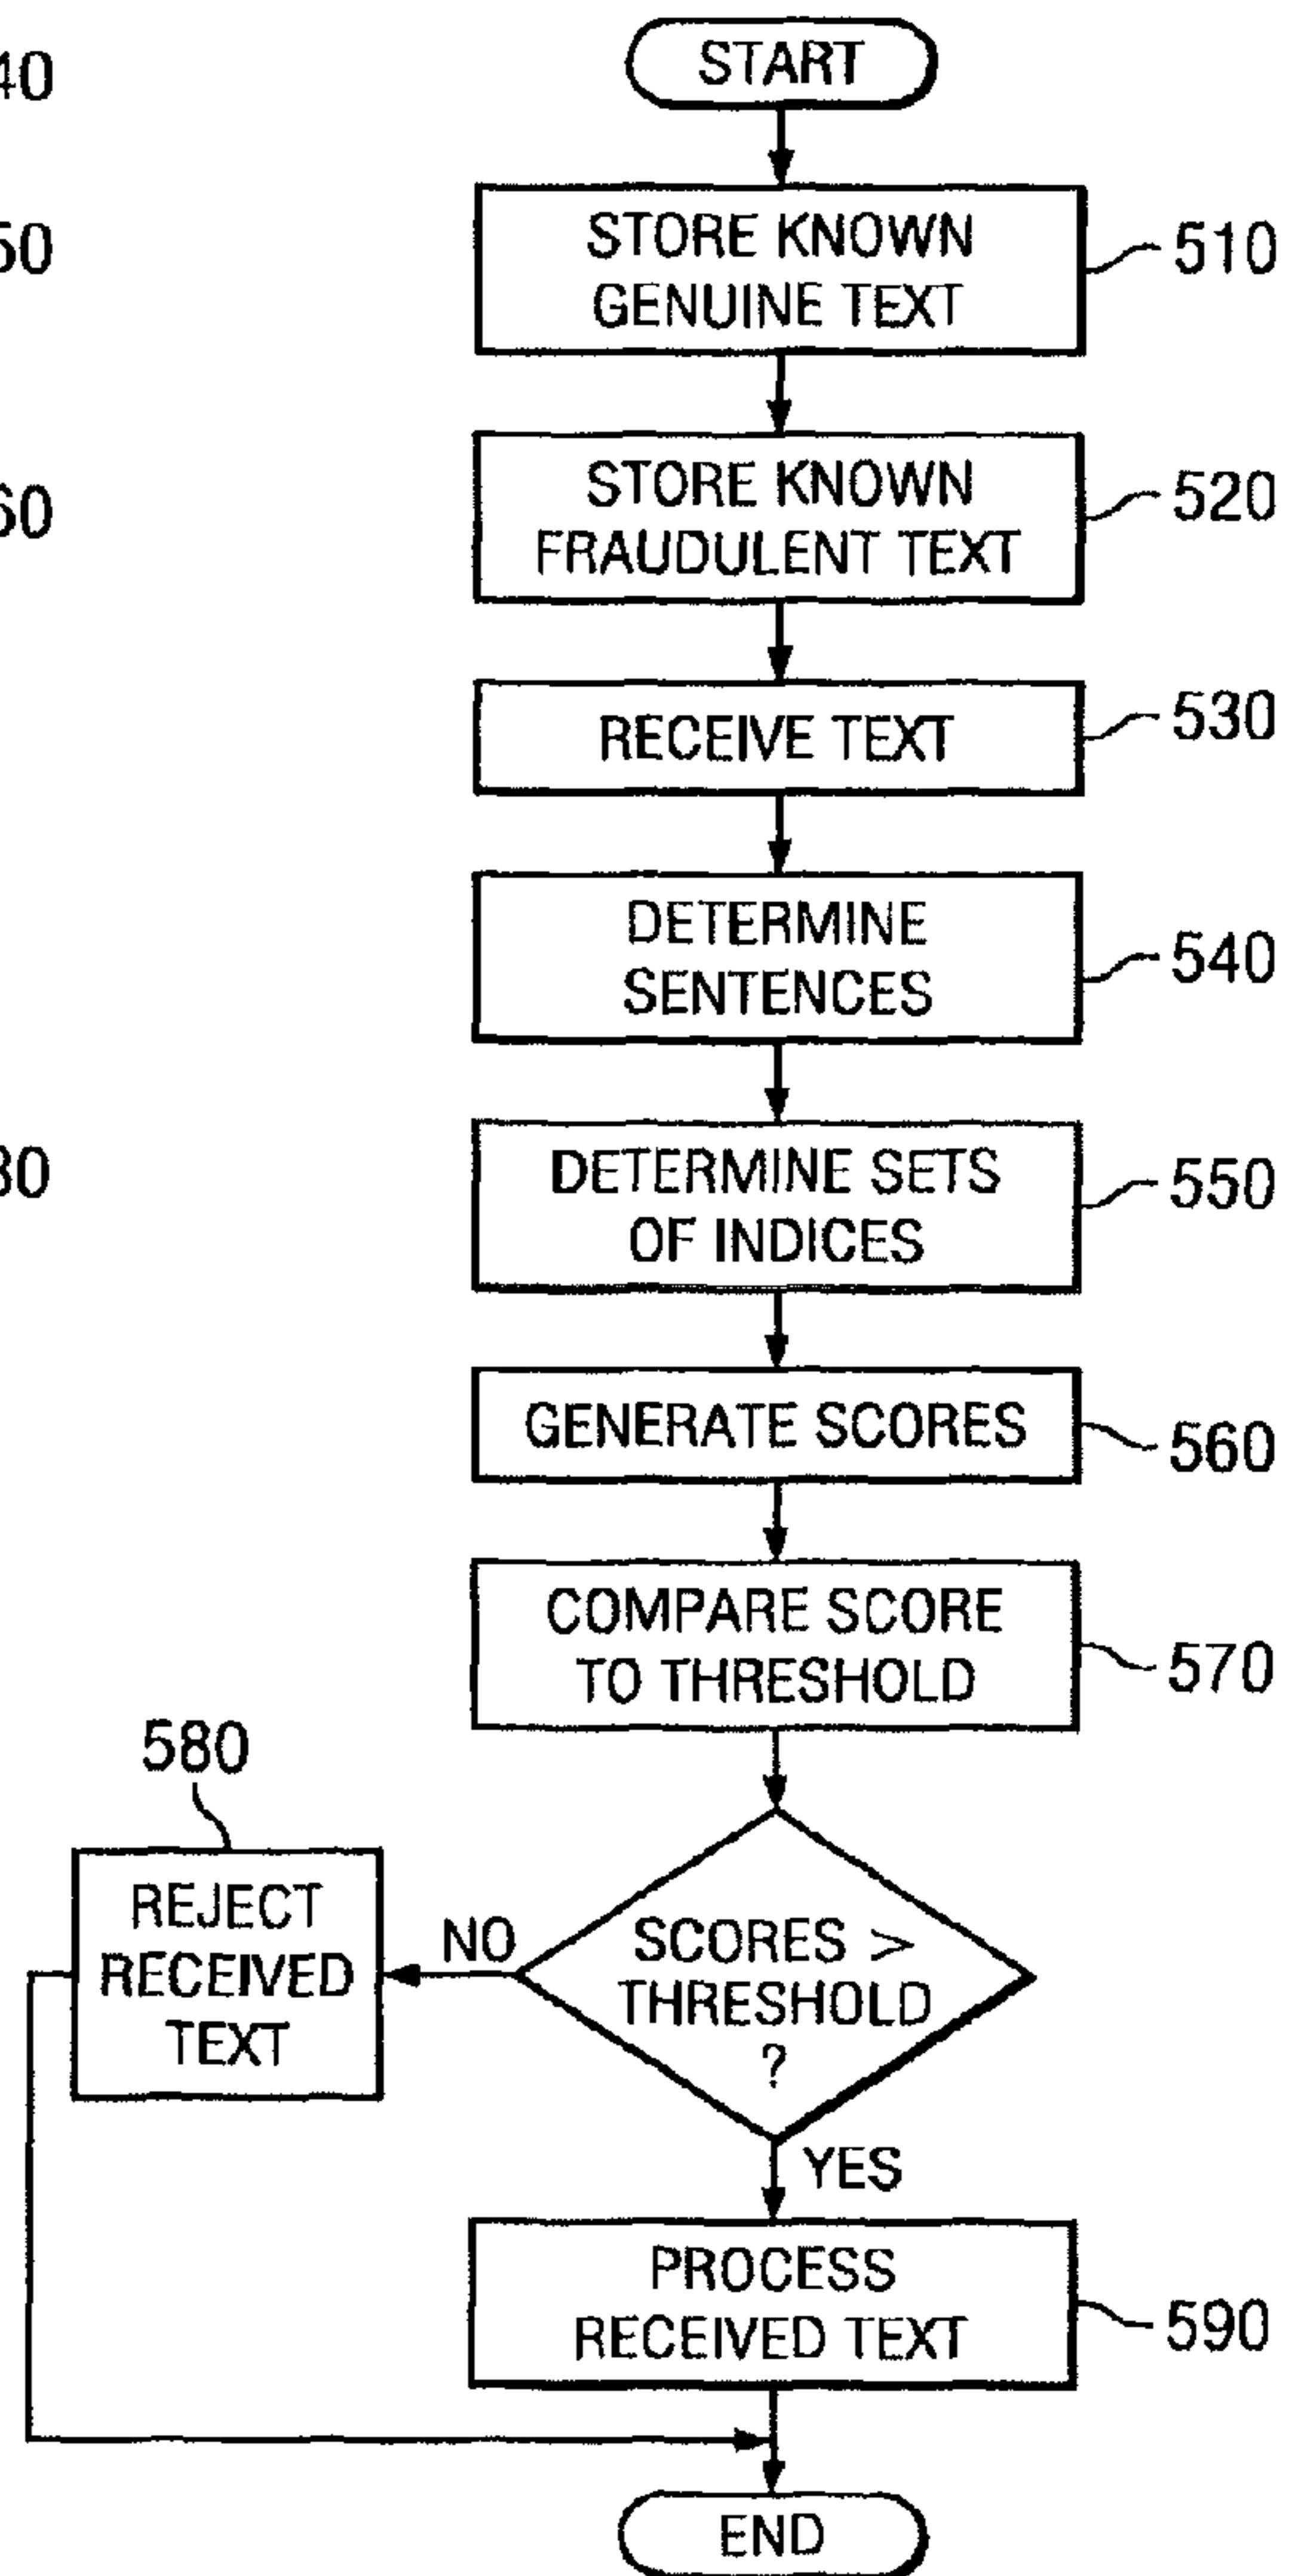 START
STORE KNOWN
GENUINE TEXT
510
STORE KNOWN
FRAUDULENT TEXT
520
RECEIVE TEXT
530
DETERMINE
SENTENCES
540
DETERMINE SETS
OF INDICES
550
GENERATE SCORES
560
COMPARE SCORE
TO THRESHOLD
570
SCORES >
THRESHOLD
?
NO
580
REJECT
RECEIVED
TEXT
YES
PROCESS
RECEIVED TEXT
590
END